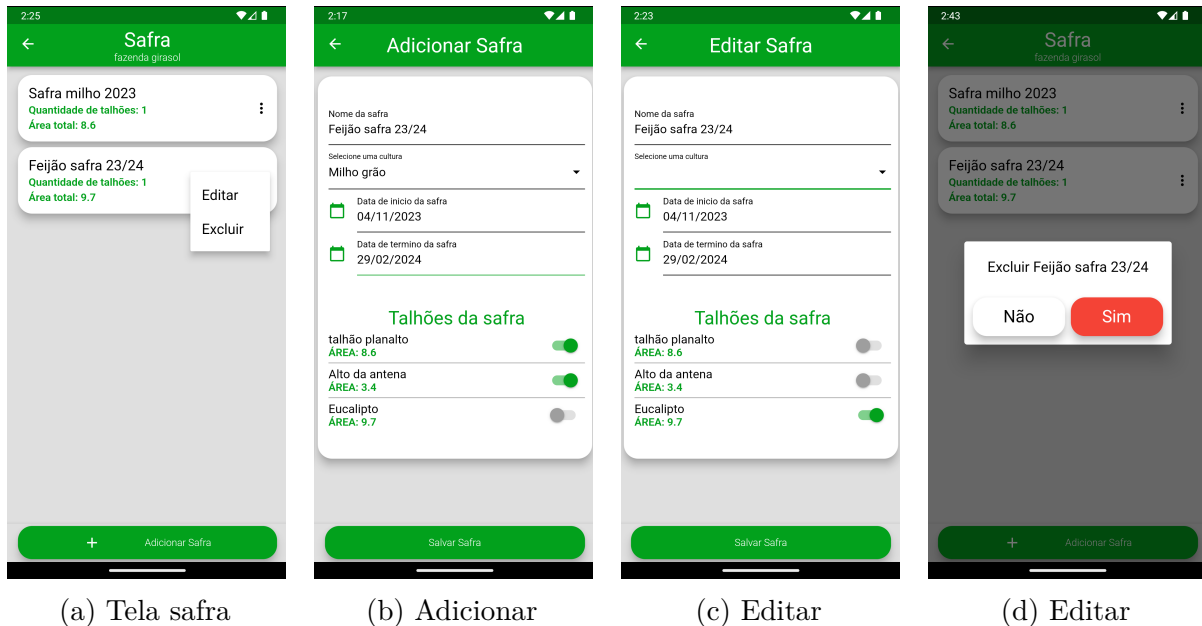 2:25
Safra
fazenda girasol
Safra milho 2023
Quantidade de talhões: 1
Área total: 8.6
Feijão safra 23/24
Quantidade de talhões: 1
Área total: 9.7
Editar
Excluir
+ Adicionar Safra
(a) Tela safra
2:17
Adicionar Safra
Nome da safra
Feijão safra 23/24
Selecione uma cultura
Milho grão
Data de inicio da safra
04/11/2023
Data de termino da safra
29/02/2024
Talhões da safra
talhão planalto
ÁREA: 8.6
Alto da antena
ÁREA: 3.4
Eucalipto
ÁREA: 9.7
Salvar Safra
(b) Adicionar
2:23
Editar Safra
Nome da safra
Feijão safra 23/24
Selecione uma cultura
Data de inicio da safra
04/11/2023
Data de termino da safra
29/02/2024
Talhões da safra
talhão planalto
ÁREA: 8.6
Alto da antena
ÁREA: 3.4
Eucalipto
ÁREA: 9.7
Salvar Safra
(c) Editar
2:43
Safra
fazenda girasol
Safra milho 2023
Quantidade de talhões: 1
Área total: 8.6
Feijão safra 23/24
Quantidade de talhões: 1
Área total: 9.7
Excluir Feijão safra 23/24
Não Sim
+ Adicionar Safra
(d) Editar